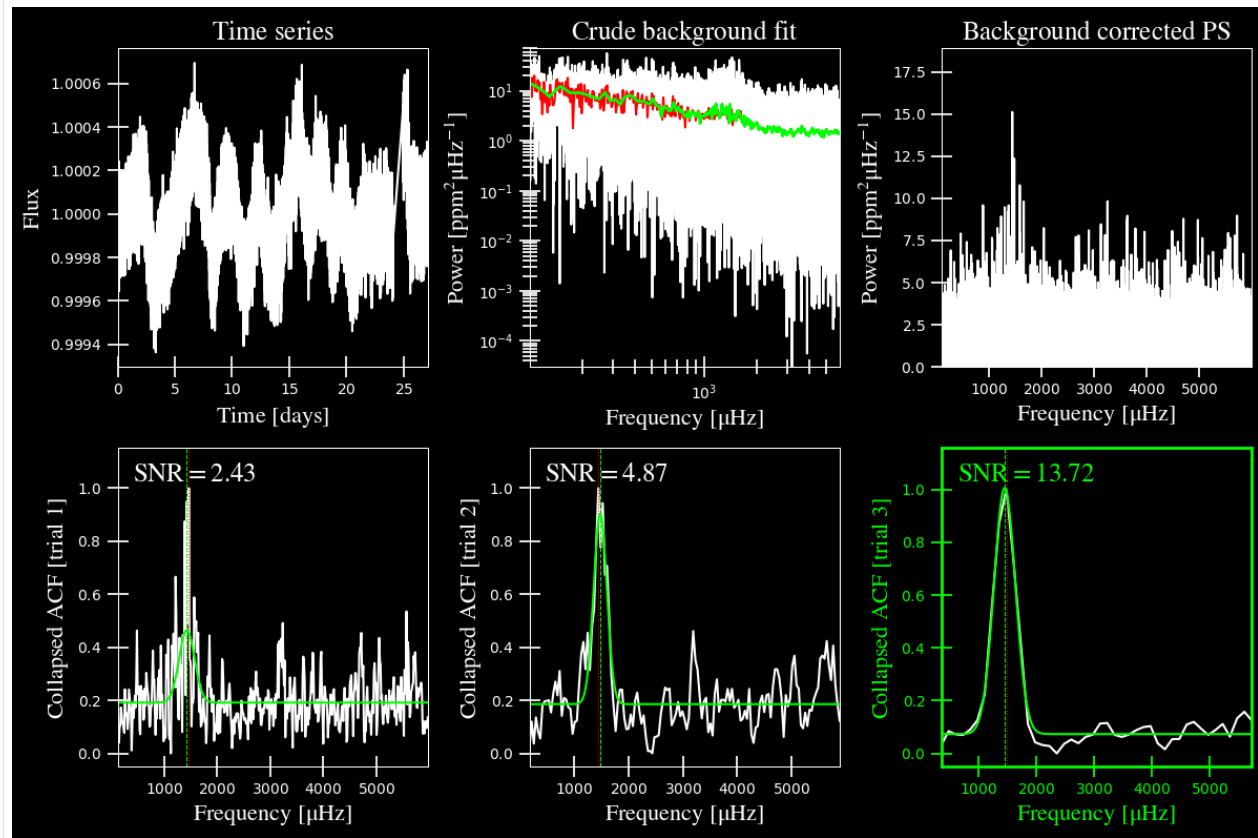 Time series
Flux
1.0006
1.0004
1.0002
1.0000
0.9998
0.9996
0.9994
0 5 10 15 20 25
Time [days]
Crude background fit
Power [ppm²μHz⁻¹]
10¹
10⁰
10⁻¹
10⁻²
10⁻³
10⁻⁴
10³
Frequency [μHz]
Background corrected PS
Power [ppm²μHz⁻¹]
17.5
15.0
12.5
10.0
7.5
5.0
2.5
0.0
1000 2000 3000 4000 5000
Frequency [μHz]
SNR = 2.43
Collapsed ACF [trial 1]
1.0
0.8
0.6
0.4
0.2
0.0
1000 2000 3000 4000 5000
Frequency [μHz]
SNR = 4.87
Collapsed ACF [trial 2]
1.0
0.8
0.6
0.4
0.2
0.0
1000 2000 3000 4000 5000
Frequency [μHz]
SNR = 13.72
Collapsed ACF [trial 3]
1.0
0.8
0.6
0.4
0.2
0.0
1000 2000 3000 4000 5000
Frequency [μHz]